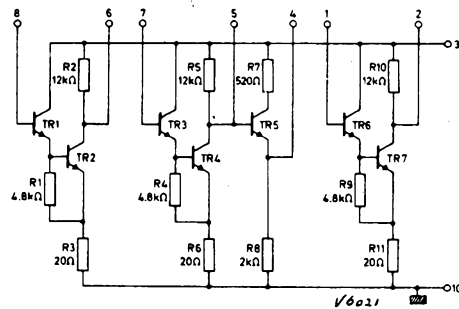 8 6 7 5 4 1 2
3
R2 12kΩ R5 12kΩ R7 520Ω R10 12kΩ
TR1 TR3 TR5 TR6
TR2 TR4 TR7
R1 4.8kΩ R4 4.8kΩ R9 4.8kΩ
R3 20Ω R6 20Ω R8 2kΩ R11 20Ω
10
V6021